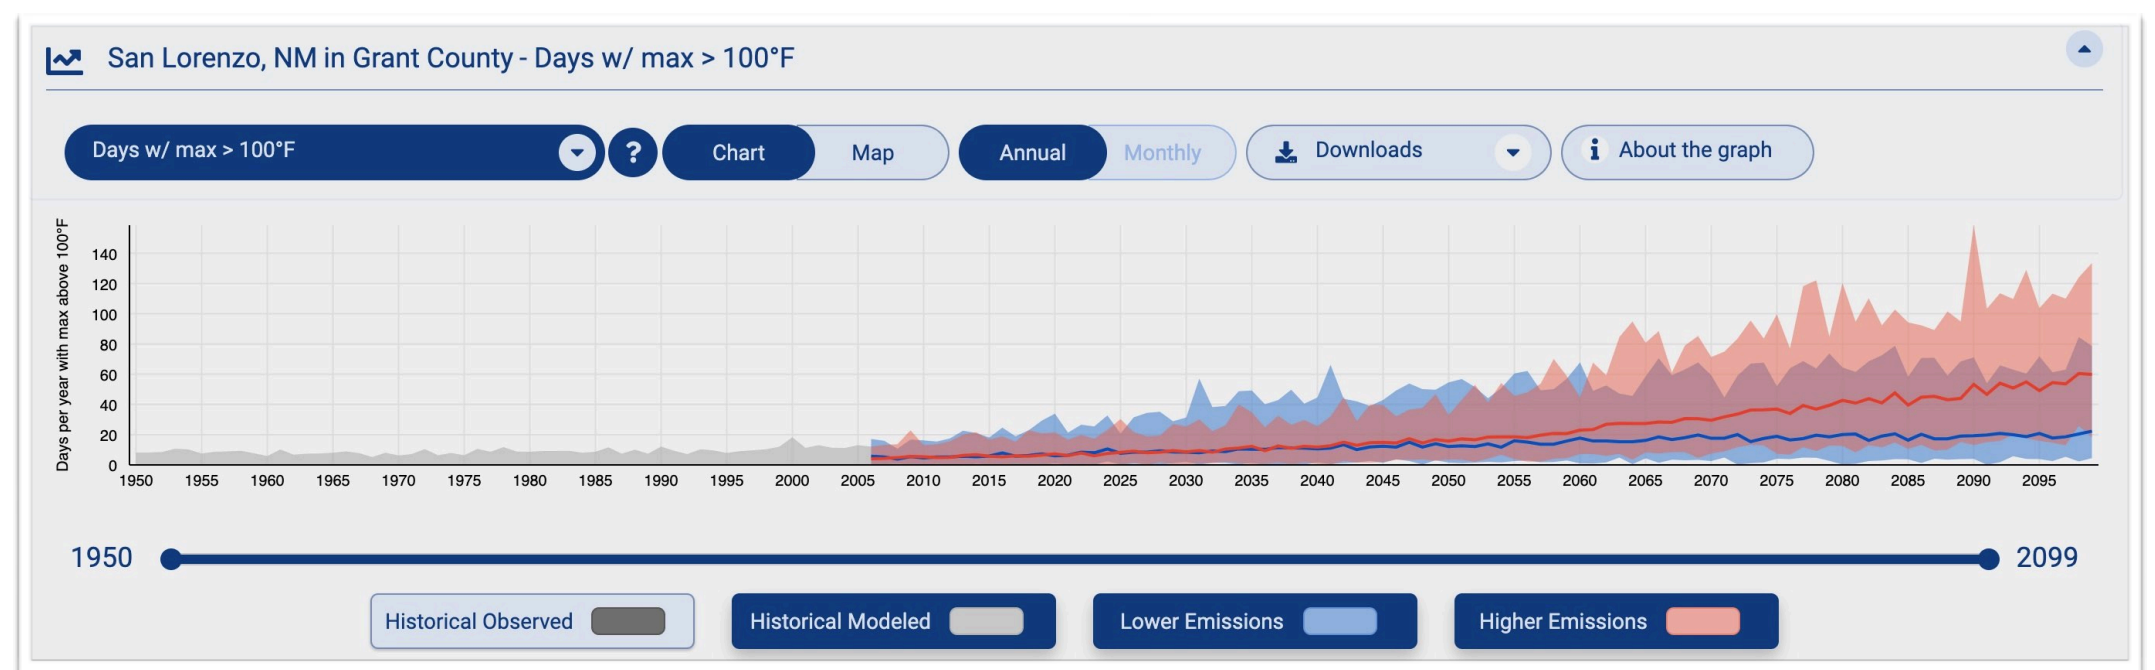 San Lorenzo, NM in Grant County - Days w/ max > 100°F
Days w/ max > 100°F
?
Chart
Map
Annual
Monthly
Downloads
About the graph
Days per year with max above 100°F
140
120
100
80
60
40
20
0
1950 1955 1960 1965 1970 1975 1980 1985 1990 1995 2000 2005 2010 2015 2020 2025 2030 2035 2040 2045 2050 2055 2060 2065 2070 2075 2080 2085 2090 2095
1950
2099
Historical Observed
Historical Modeled
Lower Emissions
Higher Emissions